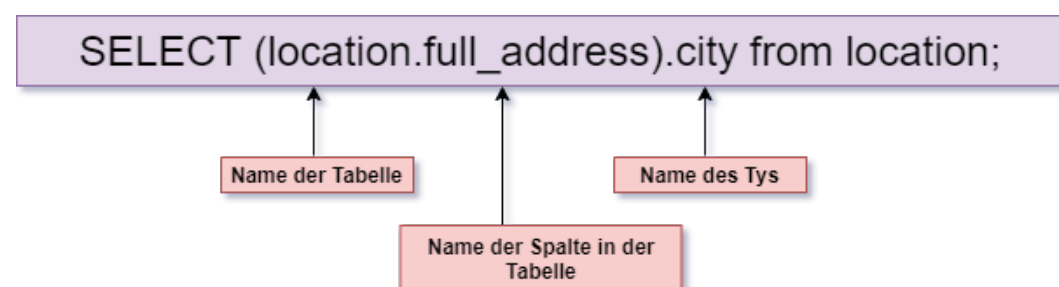 SELECT (location.full_address).city from location;
Name der Tabelle
Name des Tys
Name der Spalte in der
Tabelle